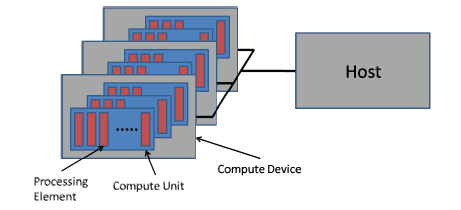 Host
Compute Device
Processing
Element
Compute Unit